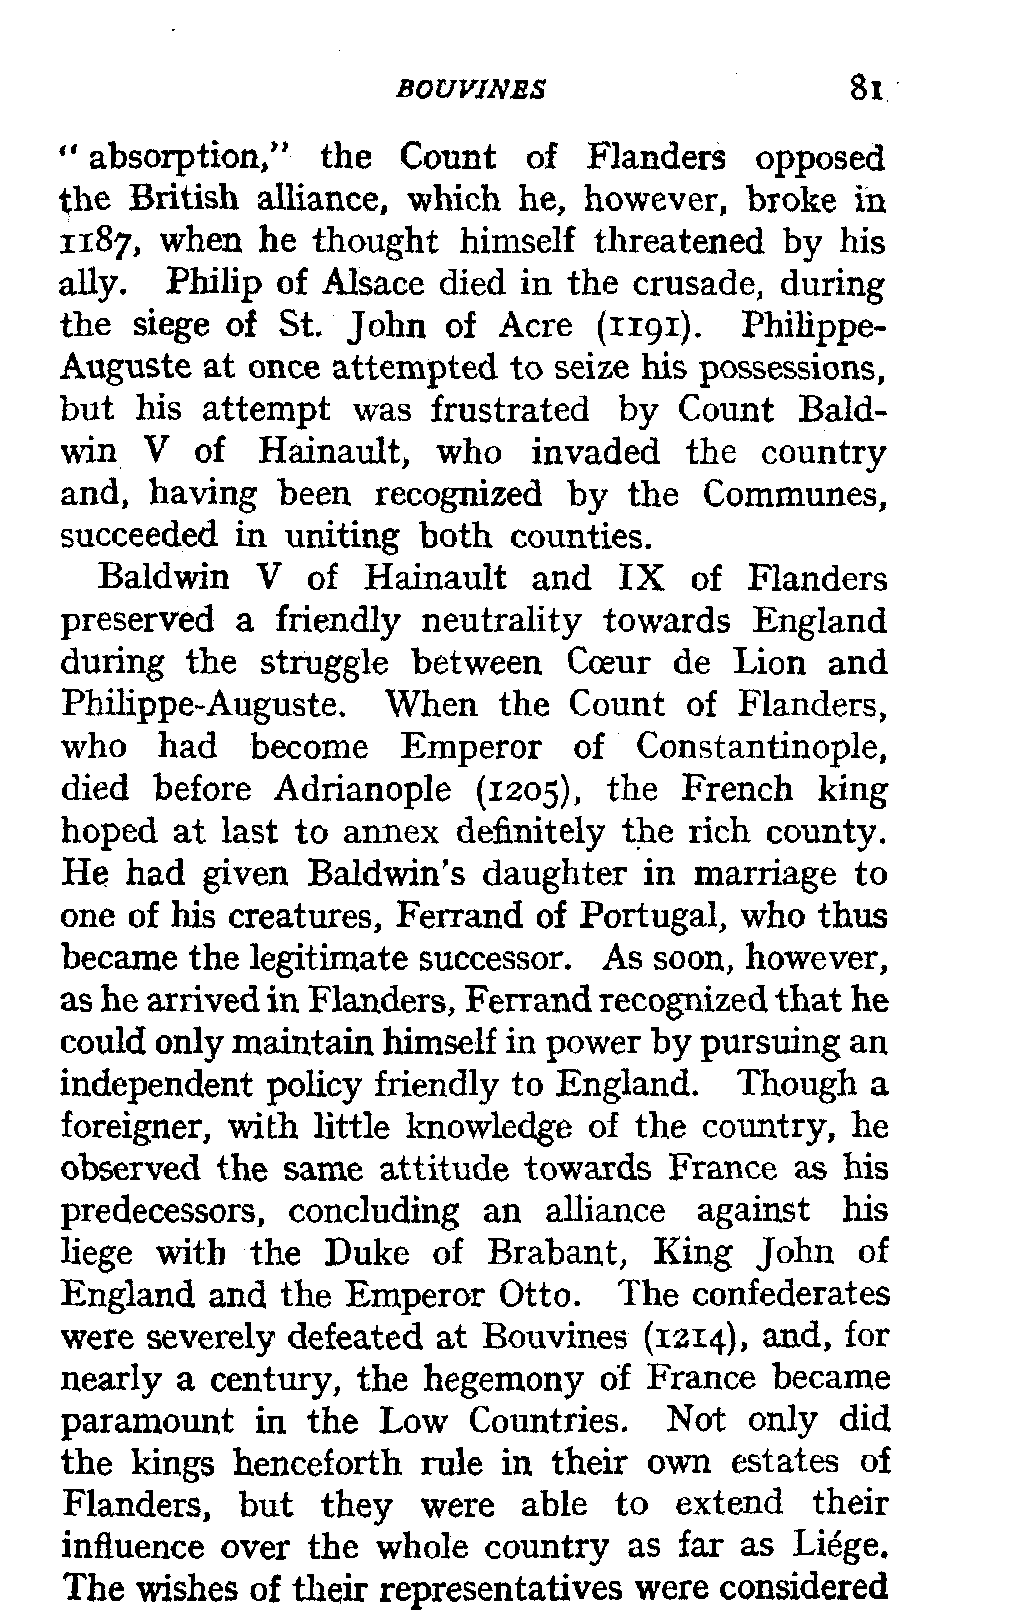 BOUVINES 81
“ absorption,” the Count of Flanders opposed
the British alliance, which he, however, broke in
1187, when he thought himself threatened by his
ally. Philip of Alsace died in the crusade, during
the siege of St. John of Acre (1191). Philippe-
Auguste at once attempted to seize his possessions,
but his attempt was frustrated by Count Bald-
win V of Hainault, who invaded the country
and, having been recognized by the Communes,
succeeded in uniting both counties.
Baldwin V of Hainault and IX of Flanders
preserved a friendly neutrality towards England
during the struggle between Cœur de Lion and
Philippe-Auguste. When the Count of Flanders,
who had become Emperor of Constantinople,
died before Adrianople (1205), the French king
hoped at last to annex definitely the rich county.
He had given Baldwin's daughter in marriage to
one of his creatures, Ferrand of Portugal, who thus
became the legitimate successor. As soon, however,
as he arrived in Flanders, Ferrand recognized that he
could only maintain himself in power by pursuing an
independent policy friendly to England. Though a
foreigner, with little knowledge of the country, he
observed the same attitude towards France as his
predecessors, concluding an alliance against his
liege with the Duke of Brabant, King John of
England and the Emperor Otto. The confederates
were severely defeated at Bouvines (1214), and, for
nearly a century, the hegemony of France became
paramount in the Low Countries. Not only did
the kings henceforth rule in their own estates of
Flanders, but they were able to extend their
influence over the whole country as far as Liége.
The wishes of their representatives were considered